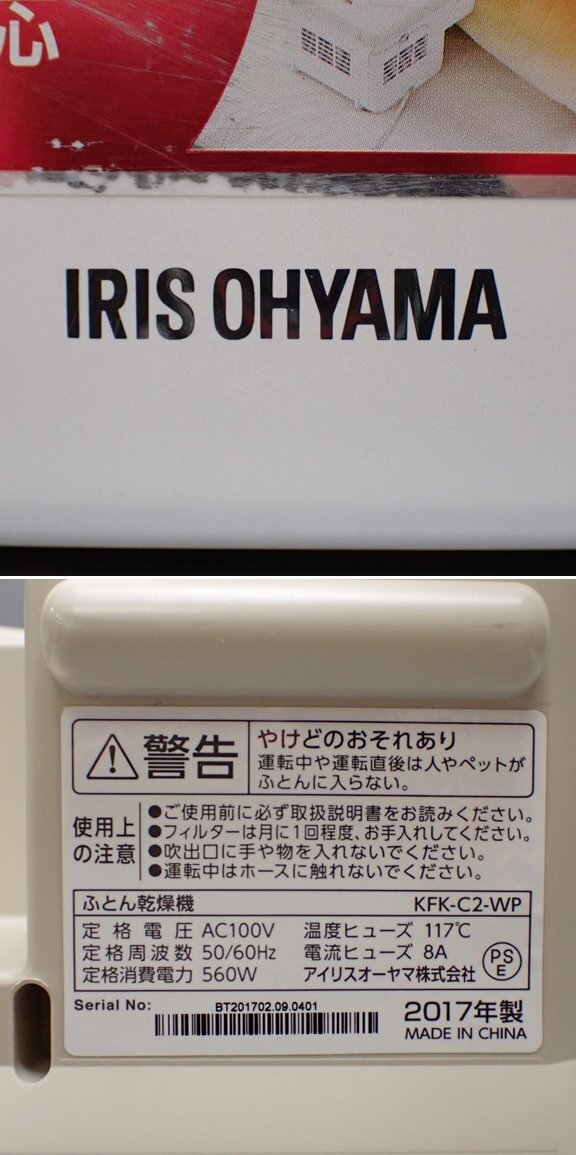 心
IRIS OHYAMA
警告
やけどのおそれあり
運転中や運転直後は人やペットが
ふとんに入らない。
使用上
の注意
●ご使用前に必ず取扱説明書をお読みください。
●フィルターは月に1回程度、お手入れしてください。
●吹出口に手や物を入れないでください。
●運転中はホースに触れないでください。
ふとん乾燥機 KFK-C2-WP
定格電圧 AC100V 温度ヒューズ 117℃
定格周波数 50/60Hz 電流ヒューズ 8A
定格消費電力 560W アイリスオーヤマ株式会社
PS
E
Serial No: BT201702.09.0401
2017年製
MADE IN CHINA